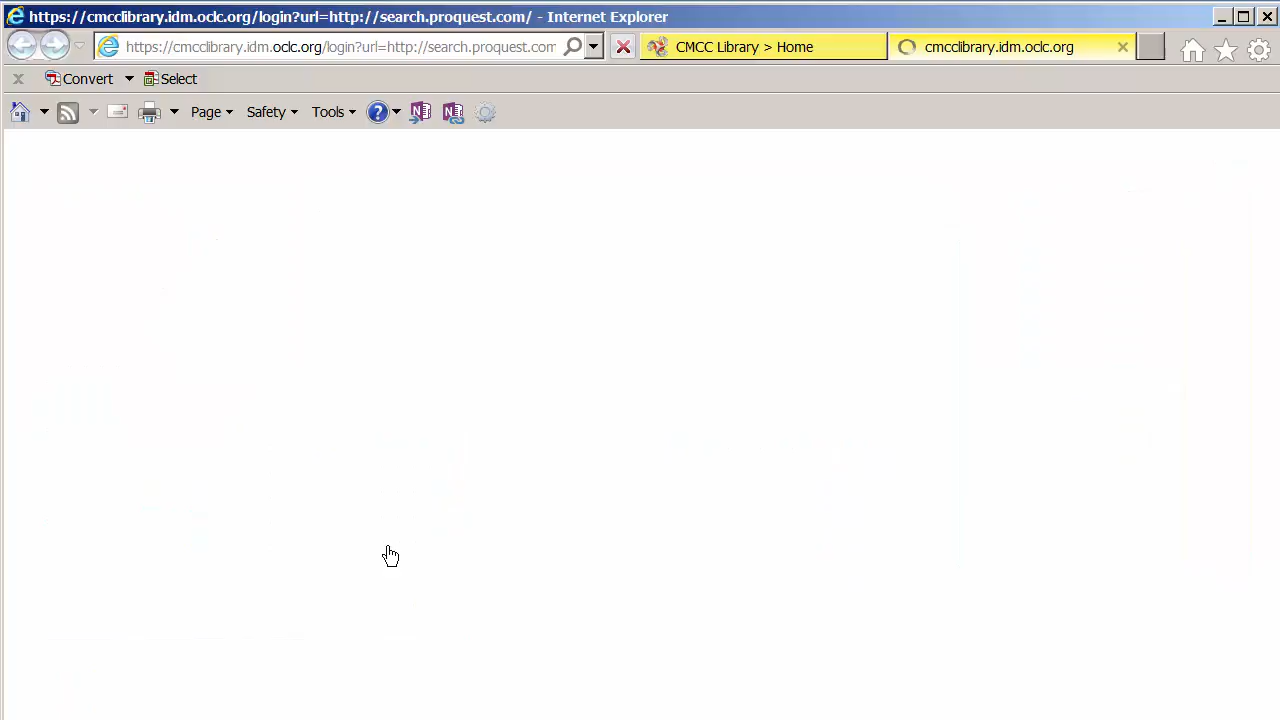 https://cmcclibrary.idm.oclc.org/login?url=http://search.proquest.com/ - Internet Explorer
https://cmcclibrary.idm.oclc.org/login?url=http://search.proquest.com
CMCC Library > Home
cmcclibrary.idm.oclc.org
x Convert Select
Page Safety Tools